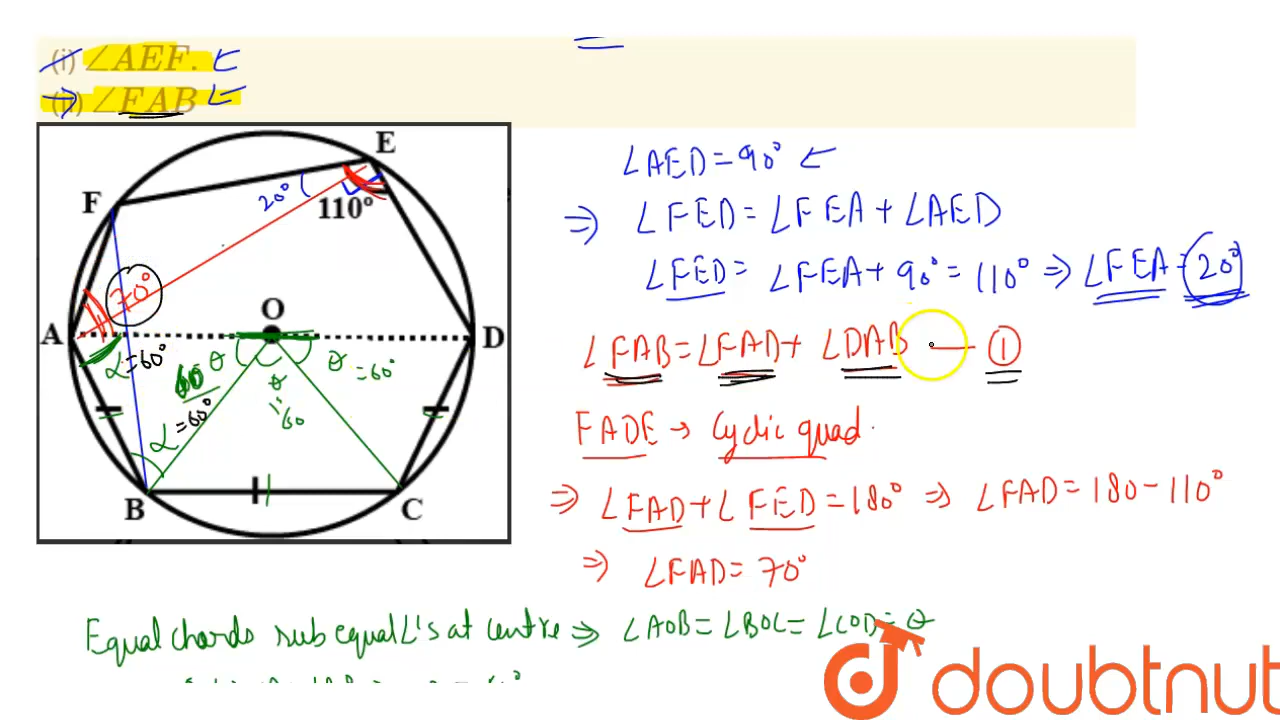 (i) ∠AEF.
(ii) ∠FAB
E
F
20°
110°
70°
A
O
D
α=60°
60 θ
θ
=60
θ=60°
α=60°
B
C
∠AED=90°
⇒ ∠FED=∠FEA+∠AED
∠FED= ∠FEA+ 90°=110° ⇒ ∠FEA=20°
∠FAB=∠FAD+ ∠DAB — ①
FADE → cyclic quad.
⇒ ∠FAD+∠FED=180° ⇒ ∠FAD=180-110°
⇒ ∠FAD=70°
Equal chords sub equal ∠'s at centre ⇒ ∠AOB=∠BOC=∠COD=θ
doubtnut